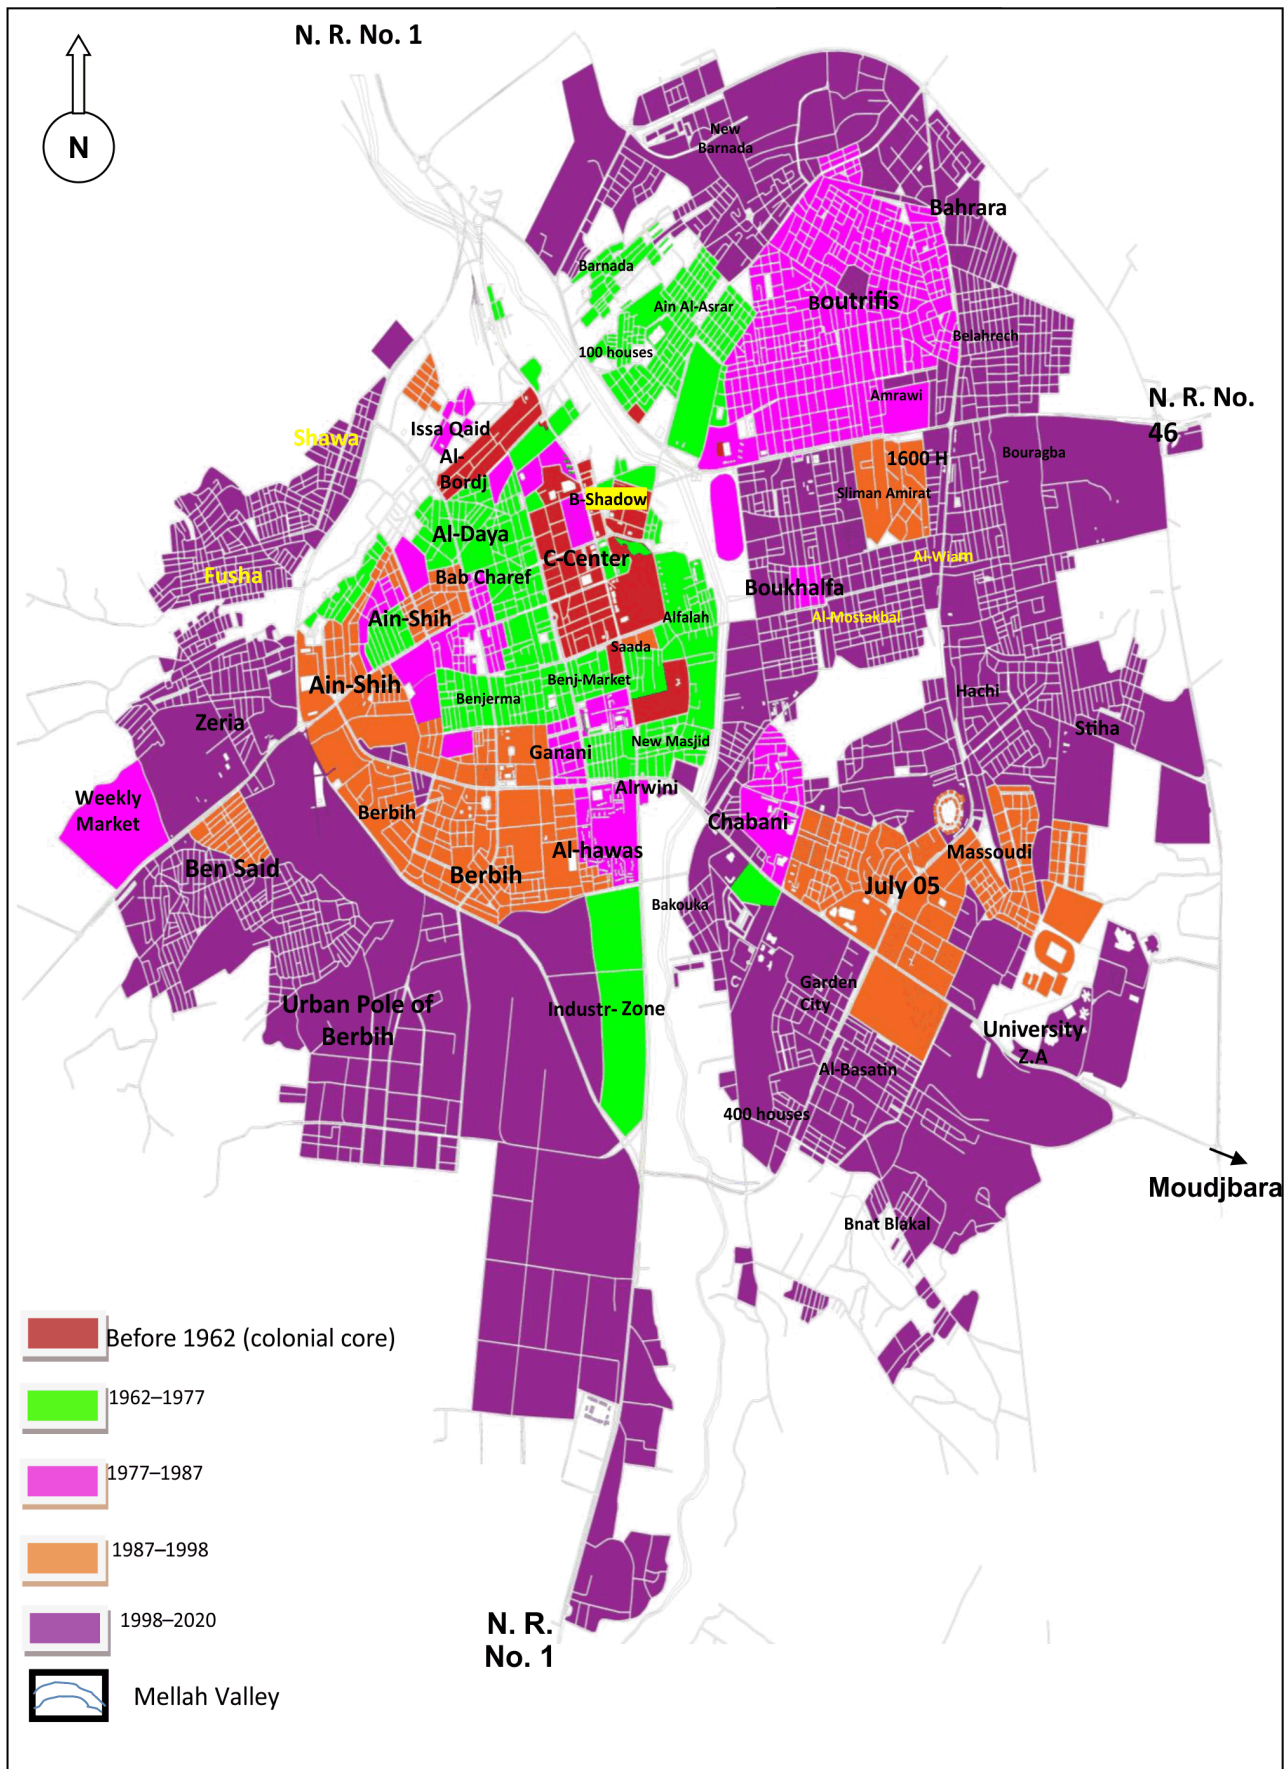 N. R. No. 1
N
New
Barnada
Bahrara
Barnada
Ain Al-Asrar
Boutrifis
Belahrech
100 houses
Amrawi
N. R. No.
46
Issa Qaid
Shawa
Al-
Bordj
1600 H
Bouragba
Sliman Amirat
B-Shadow
Al-Daya
C-Center
Al-Wiam
Fusha
Bab Charef
Boukhalfa
Ain-Shih
Alfalah
Al-Mostakbal
Saada
Ain-Shih
Benj-Market
Benjerma
Hachi
Zeria
Stiha
New Masjid
Ganani
Alrwini
Weekly
Market
Berbih
Chabani
Al-hawas
Massoudi
Ben Said
Berbih
July 05
Bakouka
Garden
City
Urban Pole of
Berbih
Industr- Zone
University
Z.A
Al-Basatin
400 houses
Moudjbara
Bnat Blakal
Before 1962 (colonial core)
1962–1977
1977–1987
1987–1998
1998–2020
N. R.
No. 1
Mellah Valley